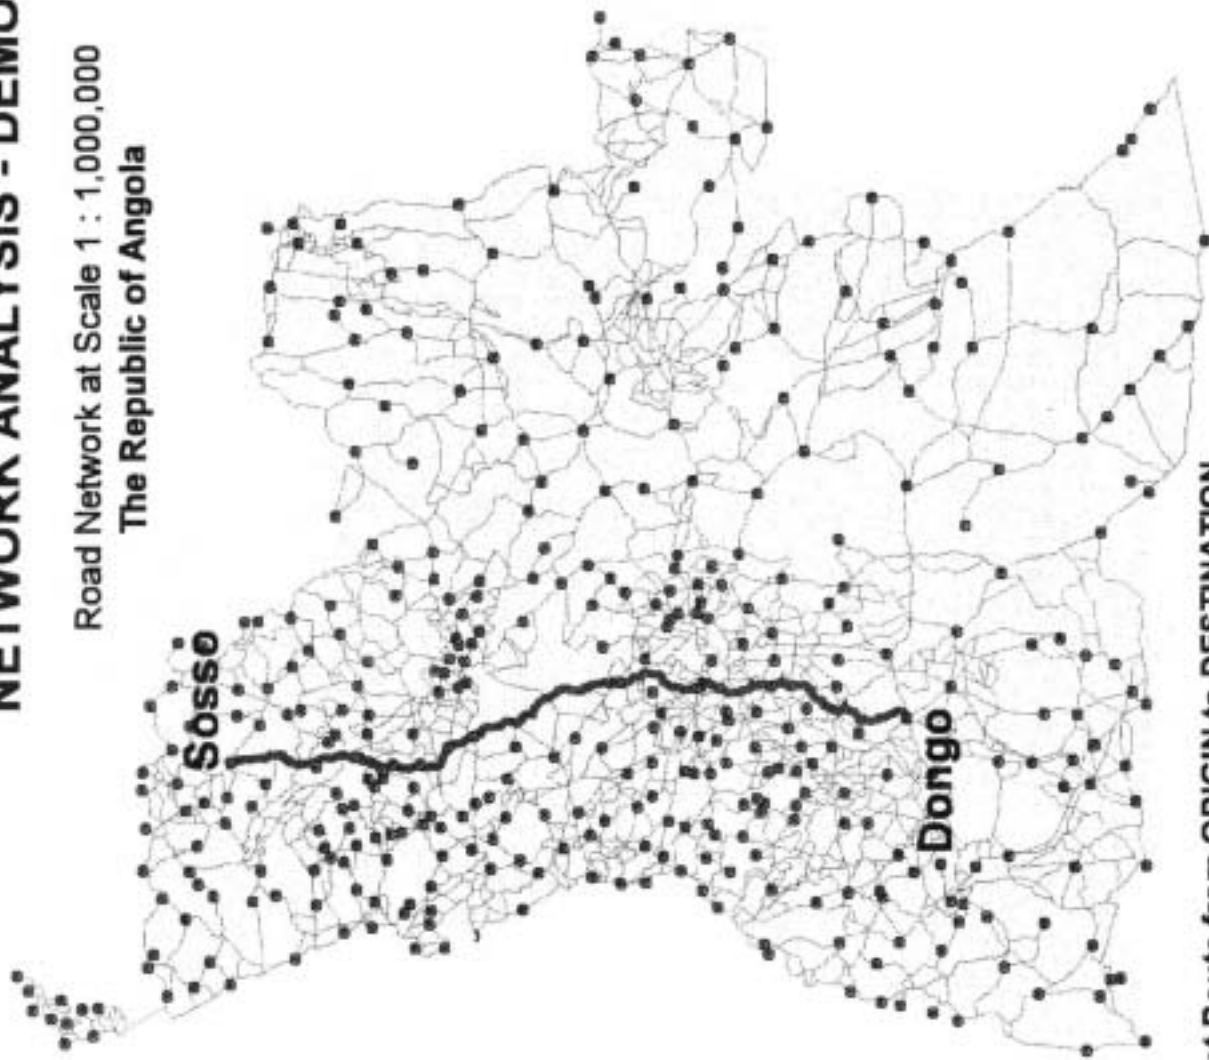 NETWORK ANALYSIS - DEMO
Road Network at Scale 1 : 1,000,000
The Republic of Angola
Sosso
Dongo
Route from ORIGIN to DESTINATION